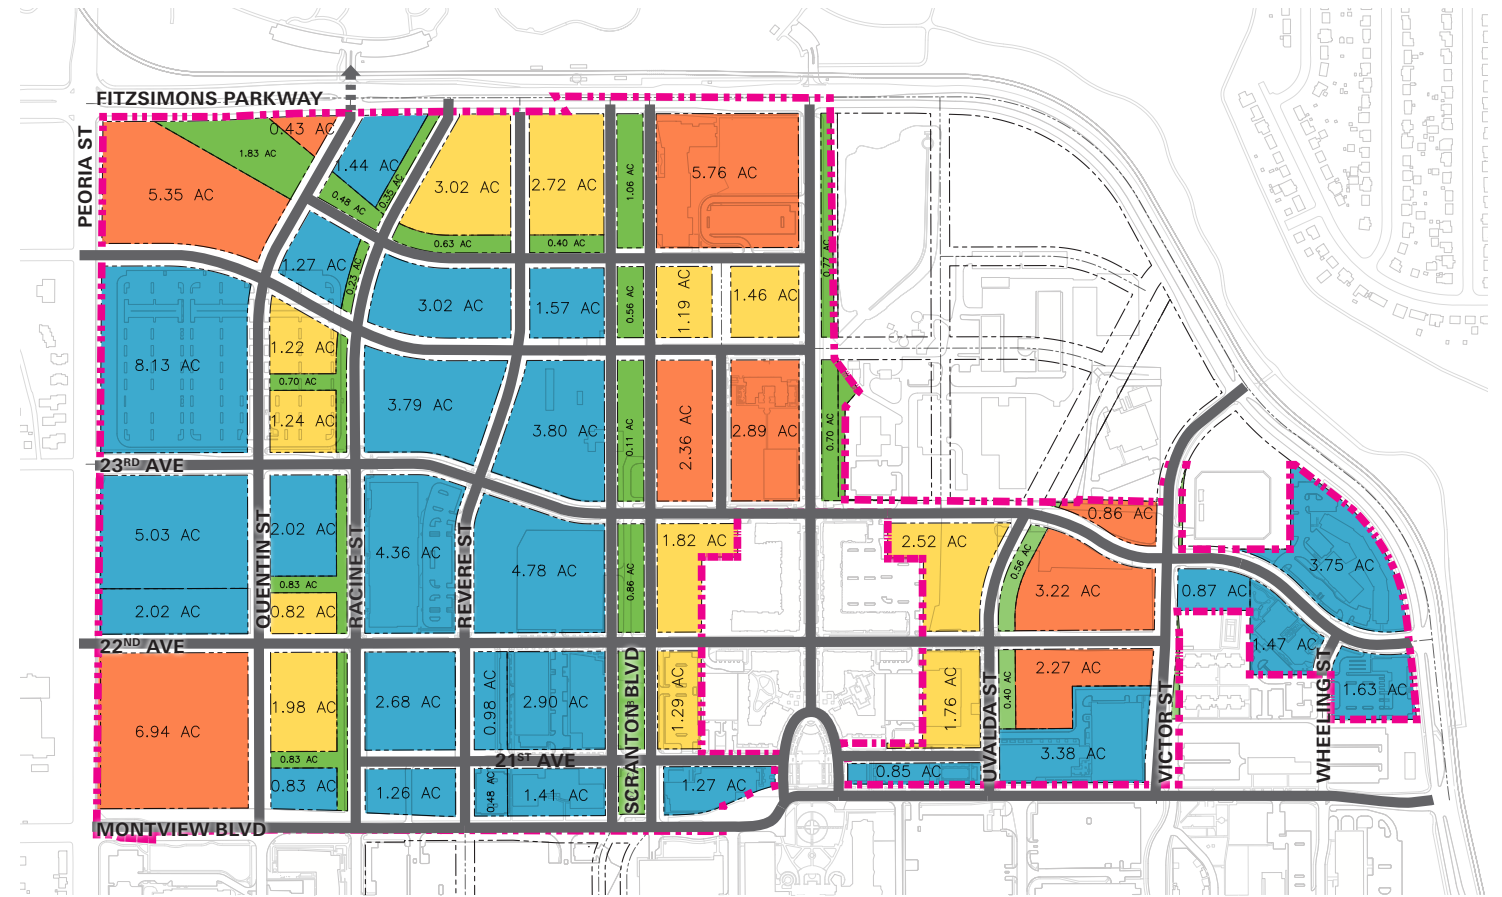 FITZSIMONS PARKWAY
PEORIA ST
0.43 AC
1.83 AC
5.35 AC
1.44 AC
0.48 AC
0.35 AC
3.02 AC
2.72 AC
1.06 AC
5.76 AC
0.63 AC
0.40 AC
0.77 AC
1.27 AC
0.23 AC
3.02 AC
1.57 AC
0.56 AC
1.19 AC
1.46 AC
8.13 AC
1.22 AC
0.70 AC
1.24 AC
3.79 AC
3.80 AC
0.11 AC
2.36 AC
2.89 AC
0.70 AC
23RD AVE
5.03 AC
2.02 AC
QUENTIN ST
2.02 AC
0.83 AC
0.82 AC
RACINE ST
4.36 AC
REVERE ST
4.78 AC
0.86 AC
1.82 AC
2.52 AC
0.56 AC
0.86 AC
3.22 AC
0.87 AC
3.75 AC
1.47 AC
22ND AVE
6.94 AC
1.98 AC
0.83 AC
0.83 AC
2.68 AC
0.98 AC
2.90 AC
SCRANTON BLVD
1.29 AC
1.76 AC
UVALDA ST
0.40 AC
2.27 AC
3.38 AC
VICTOR ST
WHEELING ST
1.63 AC
21ST AVE
1.26 AC
0.48 AC
1.41 AC
1.27 AC
0.85 AC
MONTVIEW BLVD